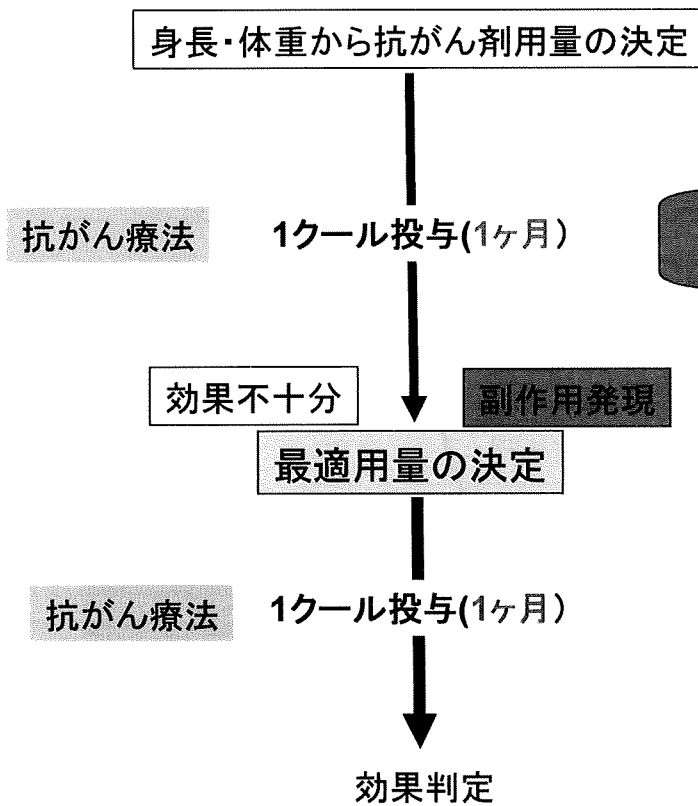 身長・体重から抗がん剤用量の決定
抗がん療法 1クール投与(1ヶ月)
効果不十分 副作用発現
最適用量の決定
抗がん療法 1クール投与(1ヶ月)
効果判定